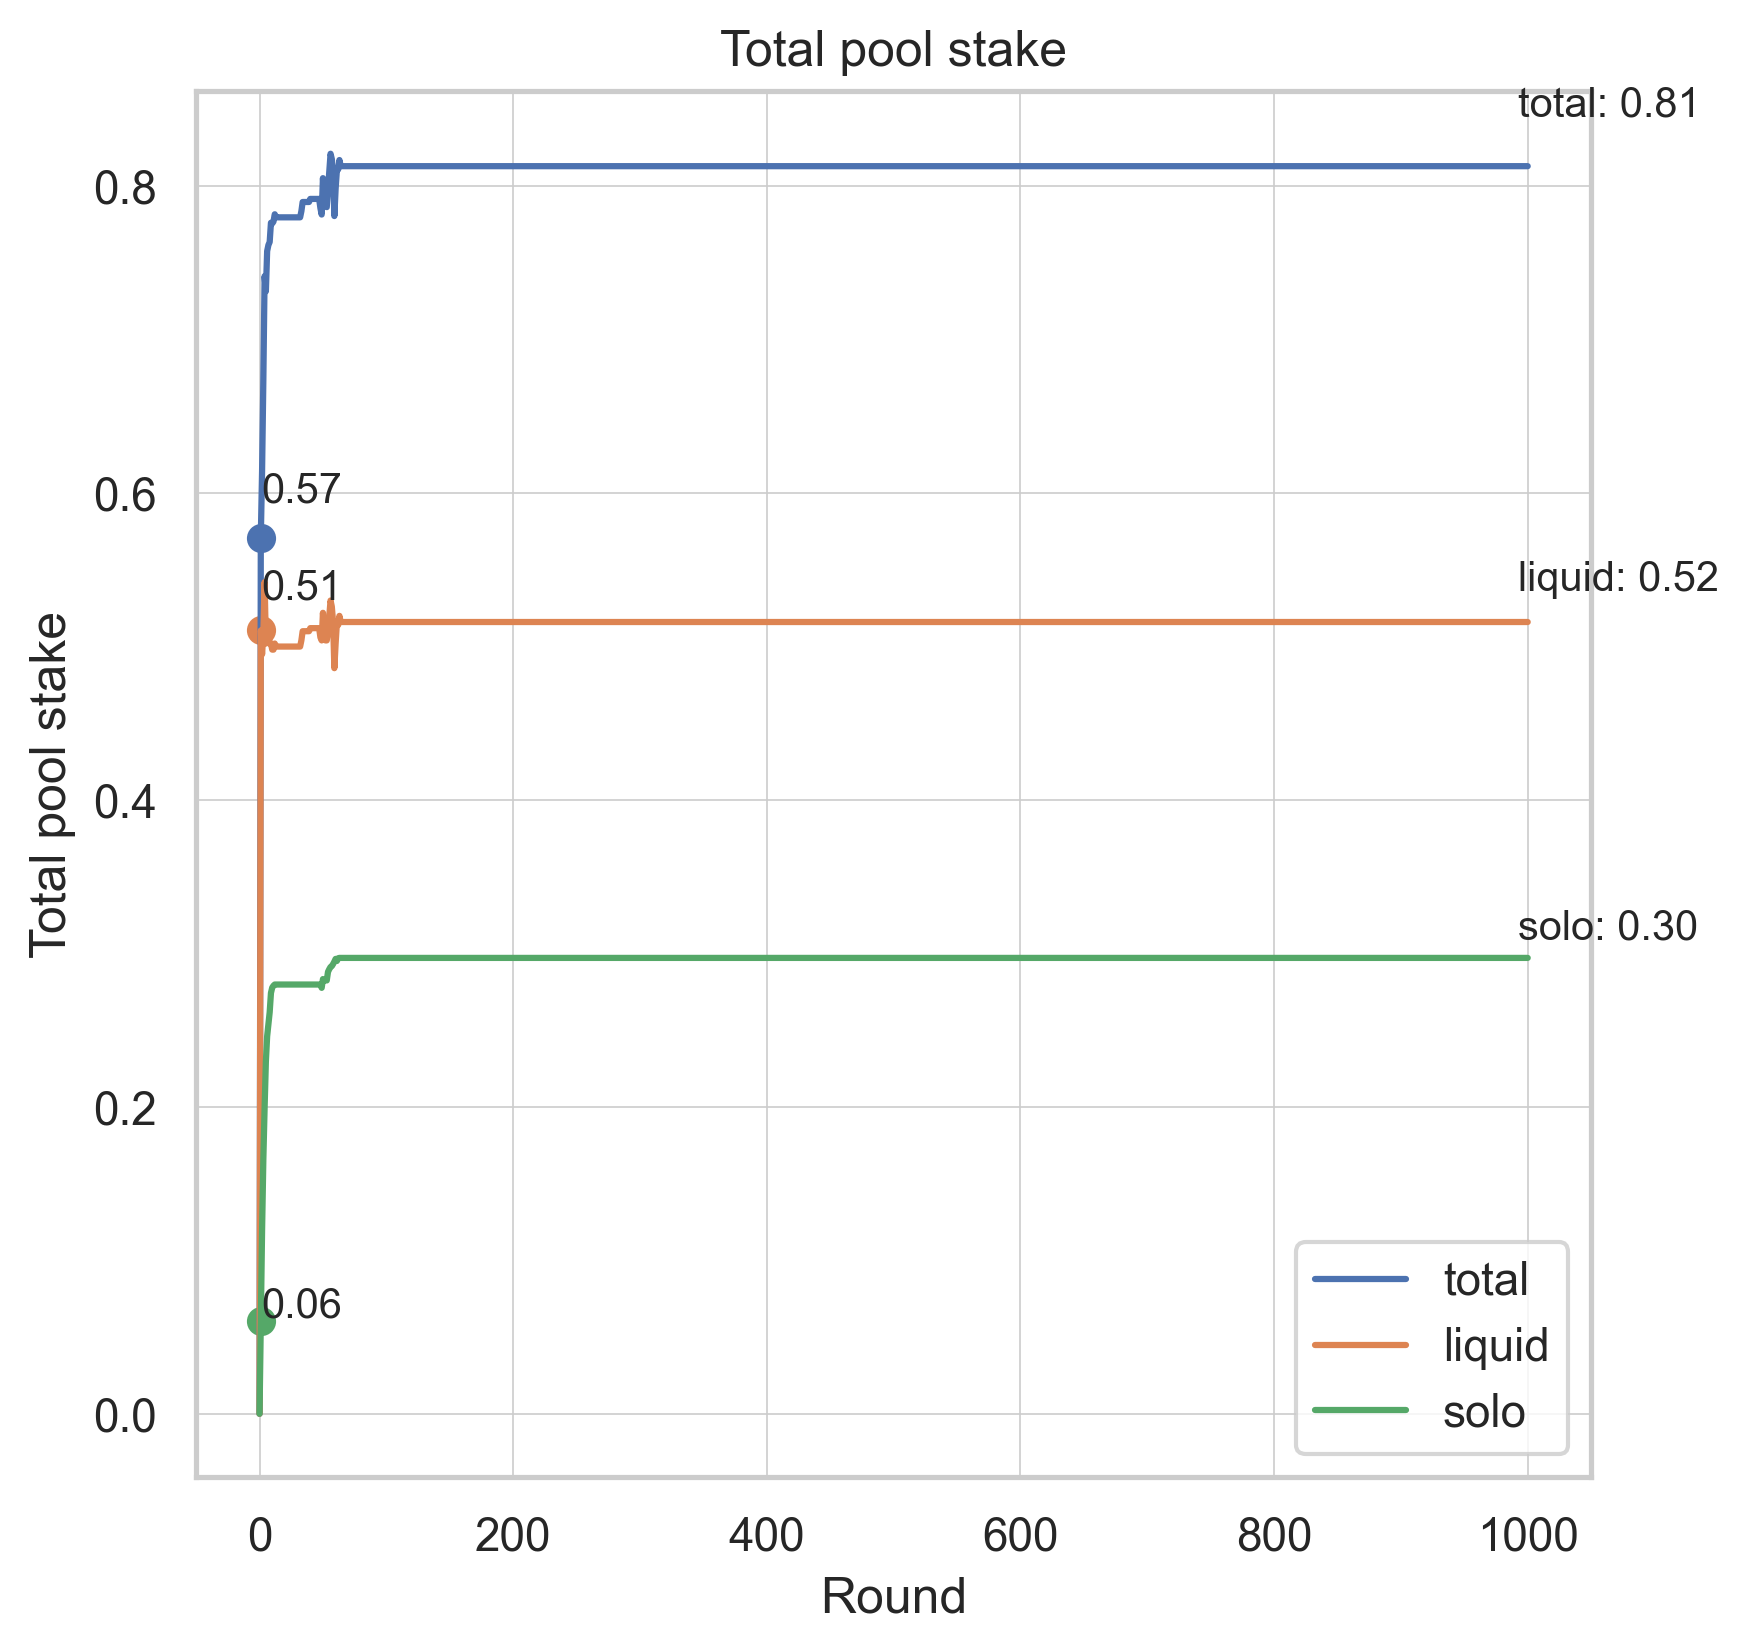 Total pool stake
total: 0.81
0.8
0.57
0.6
0.51
liquid: 0.52
Total pool stake
0.4
solo: 0.30
0.2
0.06
total
liquid
solo
0.0
0 200 400 600 800 1000
Round